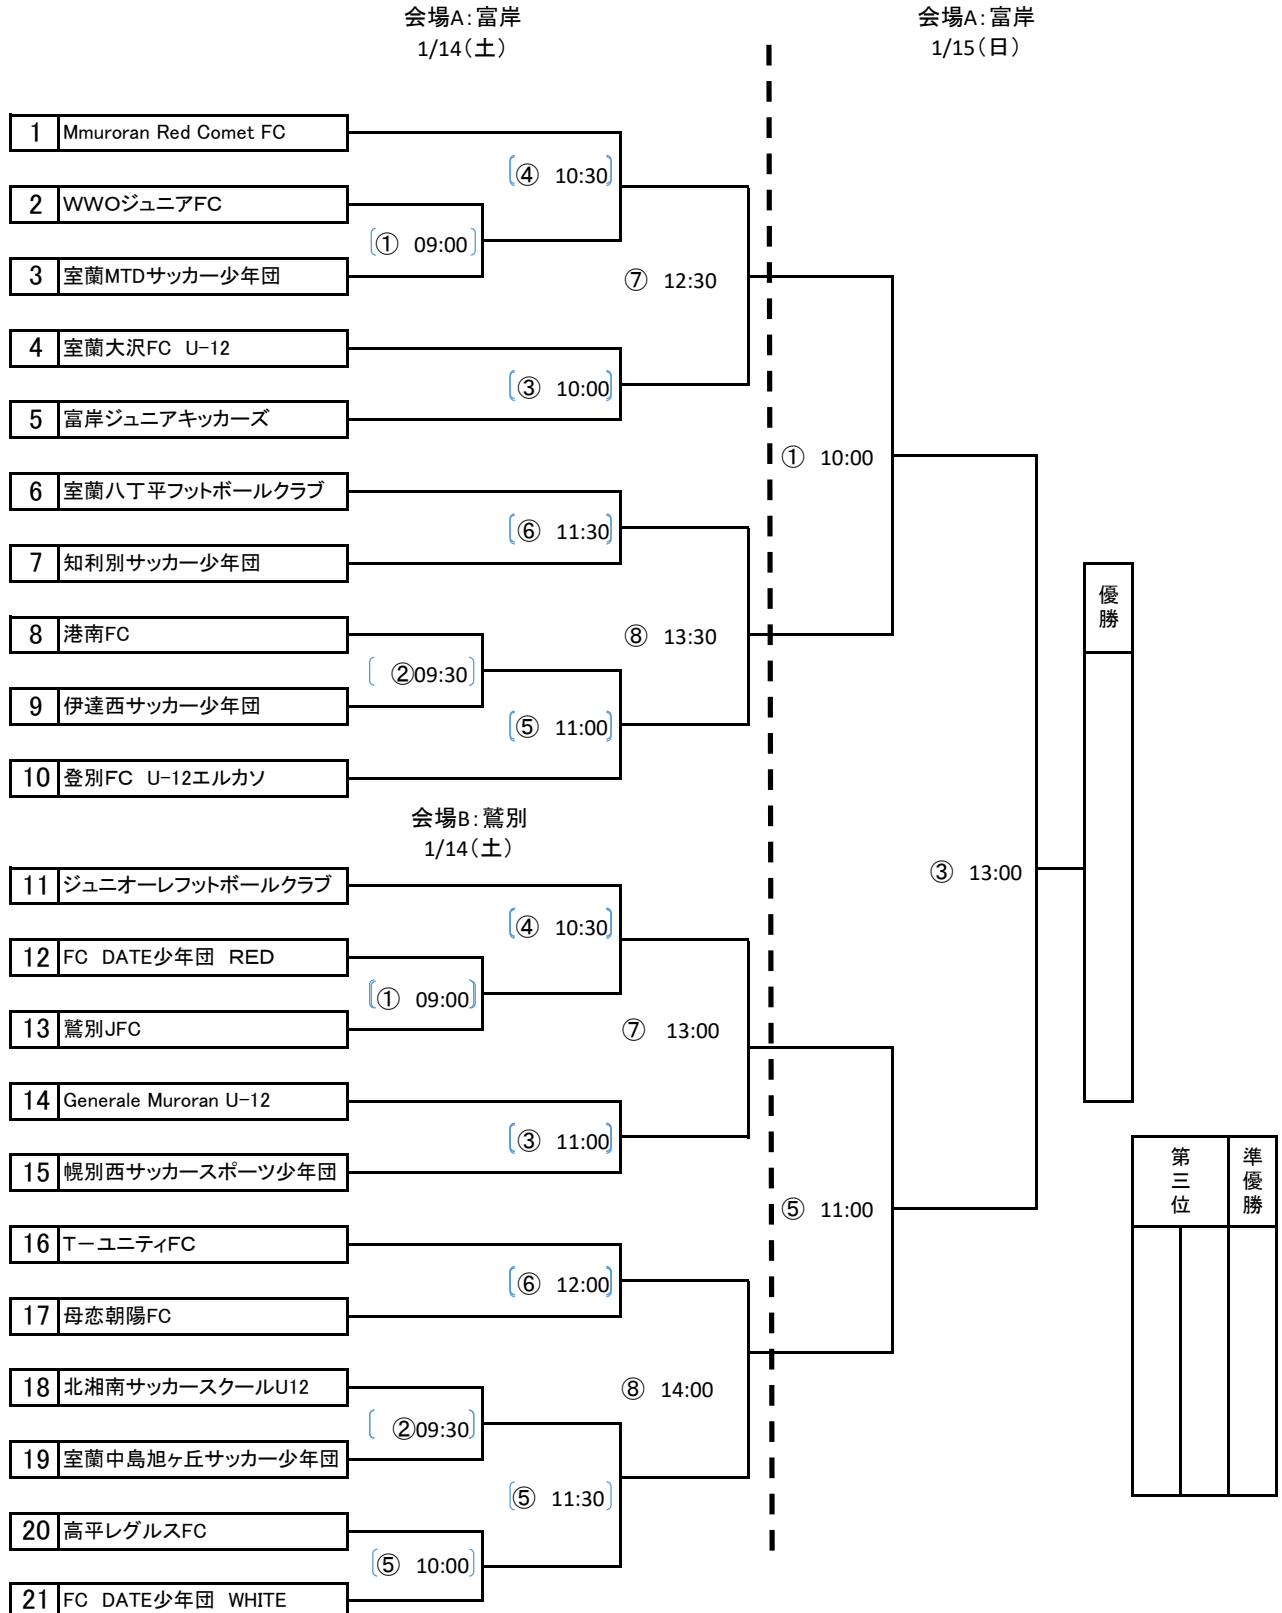 会場A：富岸
1/14（土）
会場A：富岸
1/15（日）
1 Mmuroran Red Comet FC
④ 10:30
2 WWOジュニアFC
① 09:00
3 室蘭MTDサッカー少年団
⑦ 12:30
4 室蘭大沢FC U-12
③ 10:00
5 富岸ジュニアキッカーズ
① 10:00
6 室蘭八丁平フットボールクラブ
⑥ 11:30
7 知利別サッカー少年団
優勝
8 港南FC
⑧ 13:30
②09:30
9 伊達西サッカー少年団
⑤ 11:00
10 登別FC U-12エルカソ
会場B：鷲別
1/14（土）
③ 13:00
11 ジュニオーレフットボールクラブ
④ 10:30
12 FC DATE少年団 RED
① 09:00
13 鷲別JFC
⑦ 13:00
14 Generale Muroran U-12
③ 11:00
15 幌別西サッカースポーツ少年団
第三位
準優勝
⑤ 11:00
16 T－ユニティFC
⑥ 12:00
17 母恋朝陽FC
18 北湘南サッカースクールU12
⑧ 14:00
②09:30
19 室蘭中島旭ヶ丘サッカー少年団
⑤ 11:30
20 高平レグルスFC
⑤ 10:00
21 FC DATE少年団 WHITE